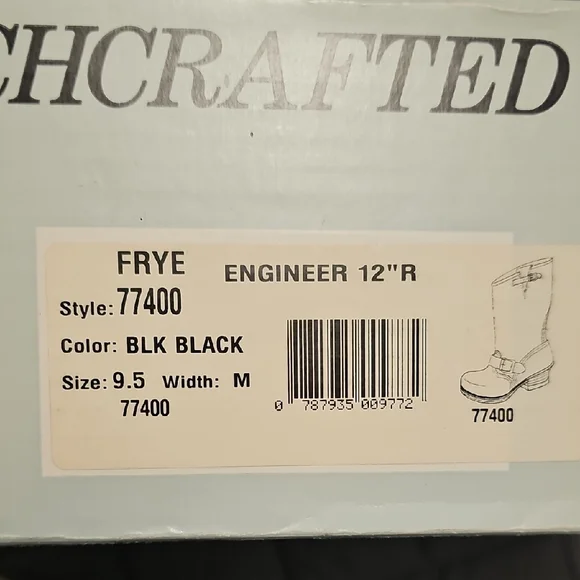 CHCRAFTED
FRYE ENGINEER 12"R
Style: 77400
Color: BLK BLACK
Size: 9.5 Width: M
77400
0 787935 009772
77400